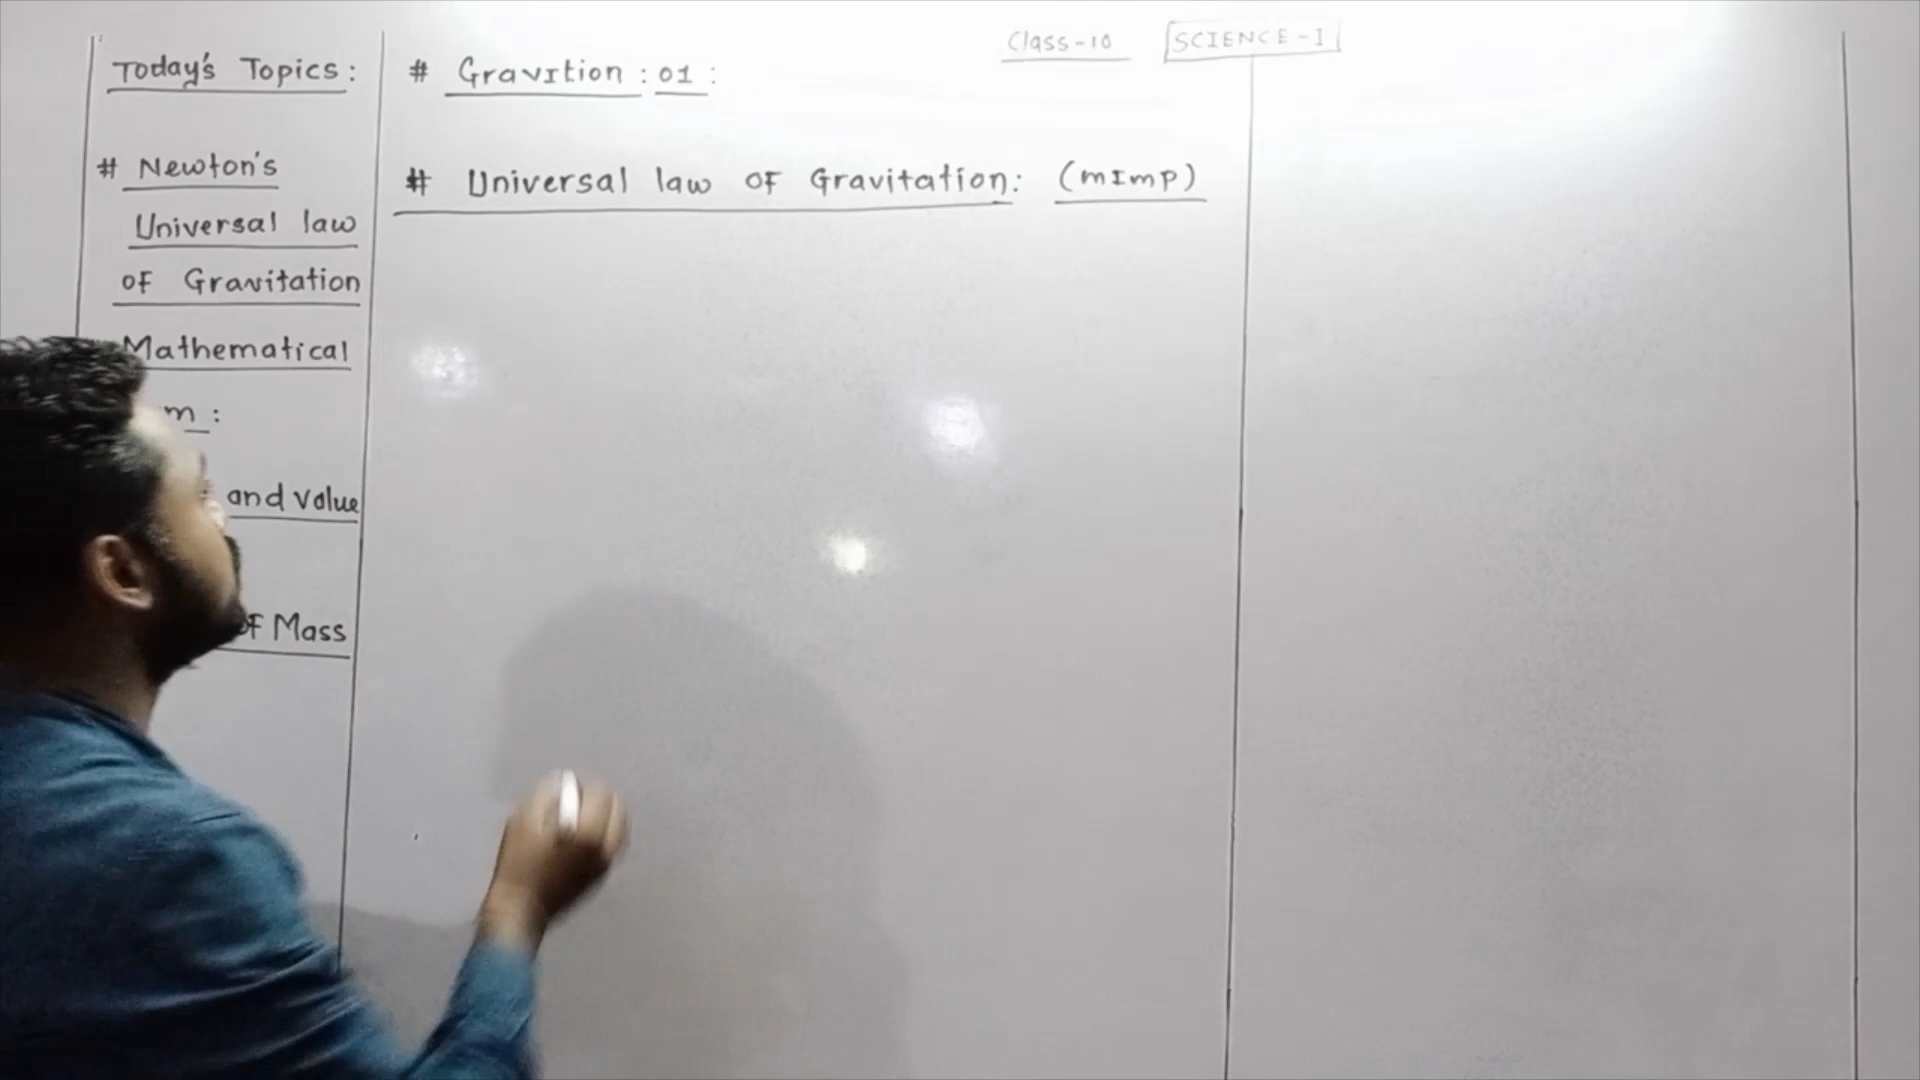 Class-10 SCIENCE-I
Today's Topics:
# Newton's
Universal law
of Gravitation
Mathematical
m :
and value
of Mass
# Gravition : 01 :
# Universal law of Gravitation: (mImp)